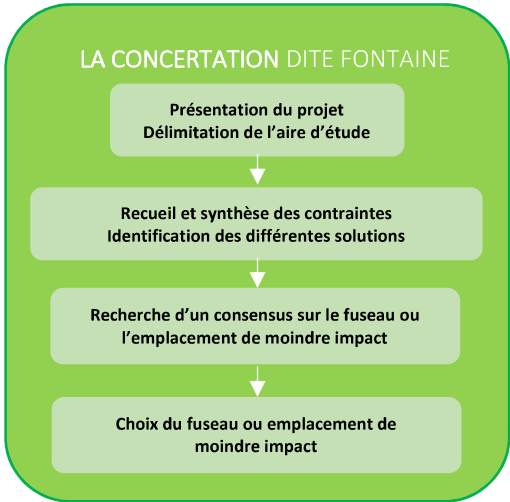 LA CONCERTATION DITE FONTAINE
Présentation du projet
Délimitation de l’aire d’étude
Recueil et synthèse des contraintes
Identification des différentes solutions
Recherche d’un consensus sur le fuseau ou
l’emplacement de moindre impact
Choix du fuseau ou emplacement de
moindre impact